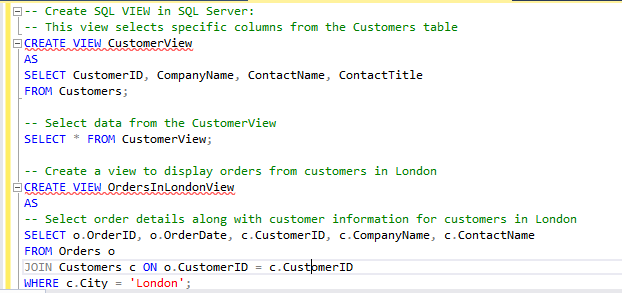 -- Create SQL VIEW in SQL Server:
-- This view selects specific columns from the Customers table
CREATE VIEW CustomerView
AS
SELECT CustomerID, CompanyName, ContactName, ContactTitle
FROM Customers;
-- Select data from the CustomerView
SELECT * FROM CustomerView;
-- Create a view to display orders from customers in London
CREATE VIEW OrdersInLondonView
AS
-- Select order details along with customer information for customers in London
SELECT o.OrderID, o.OrderDate, c.CustomerID, c.CompanyName, c.ContactName
FROM Orders o
JOIN Customers c ON o.CustomerID = c.CustomerID
WHERE c.City = 'London';